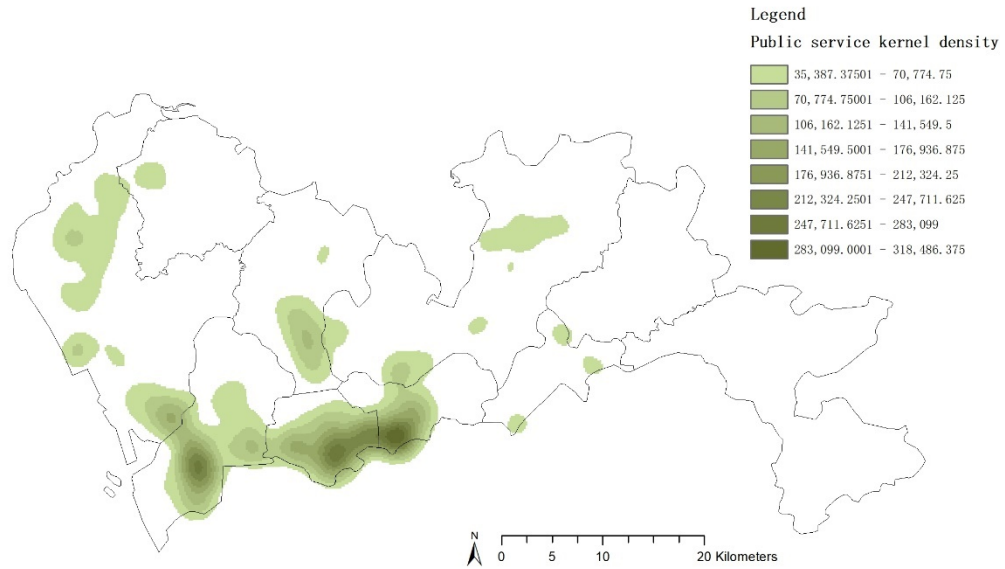 Legend
Public service kernel density
35,387.37501 - 70,774.75
70,774.75001 - 106,162.125
106,162.1251 - 141,549.5
141,549.5001 - 176,936.875
176,936.8751 - 212,324.25
212,324.2501 - 247,711.625
247,711.6251 - 283,099
283,099.0001 - 318,486.375
N
0 5 10 20 Kilometers